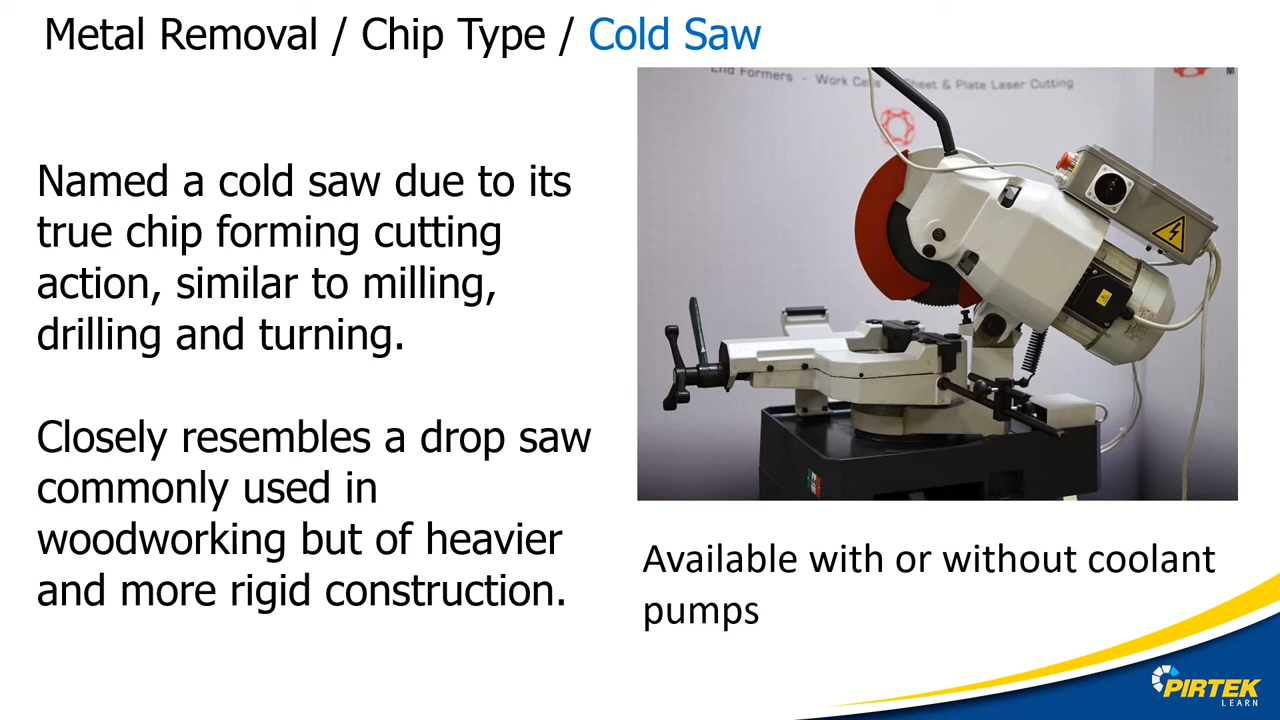 Metal Removal / Chip Type / Cold Saw
End Formers - Work Cells
Sheet & Plate Laser Cutting
M
Named a cold saw due to its
true chip forming cutting
action, similar to milling,
drilling and turning.
Closely resembles a drop saw
commonly used in
woodworking but of heavier
and more rigid construction.
Available with or without coolant
pumps
PIRTEK
LEARN